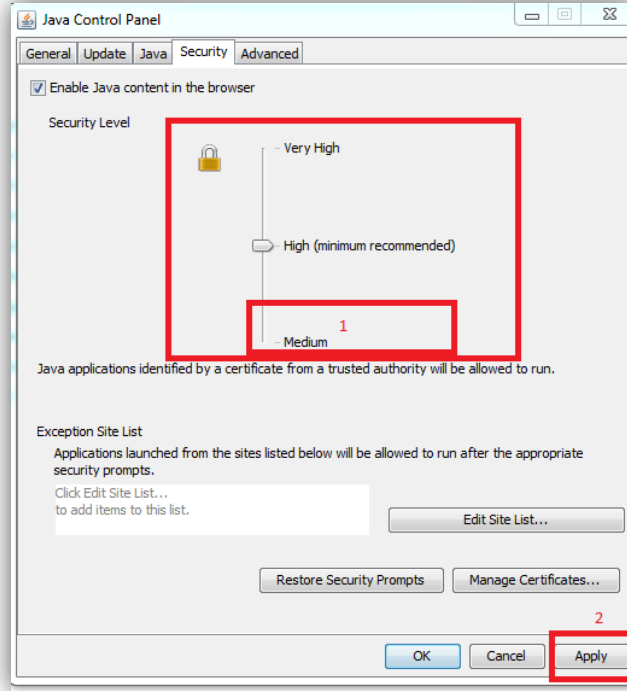 Java Control Panel
General Update Java Security Advanced
Enable Java content in the browser
Security Level
Very High
High (minimum recommended)
1
Medium
Java applications identified by a certificate from a trusted authority will be allowed to run.
Exception Site List
Applications launched from the sites listed below will be allowed to run after the appropriate
security prompts.
Click Edit Site List...
to add items to this list.
Edit Site List...
Restore Security Prompts Manage Certificates...
2
OK Cancel Apply